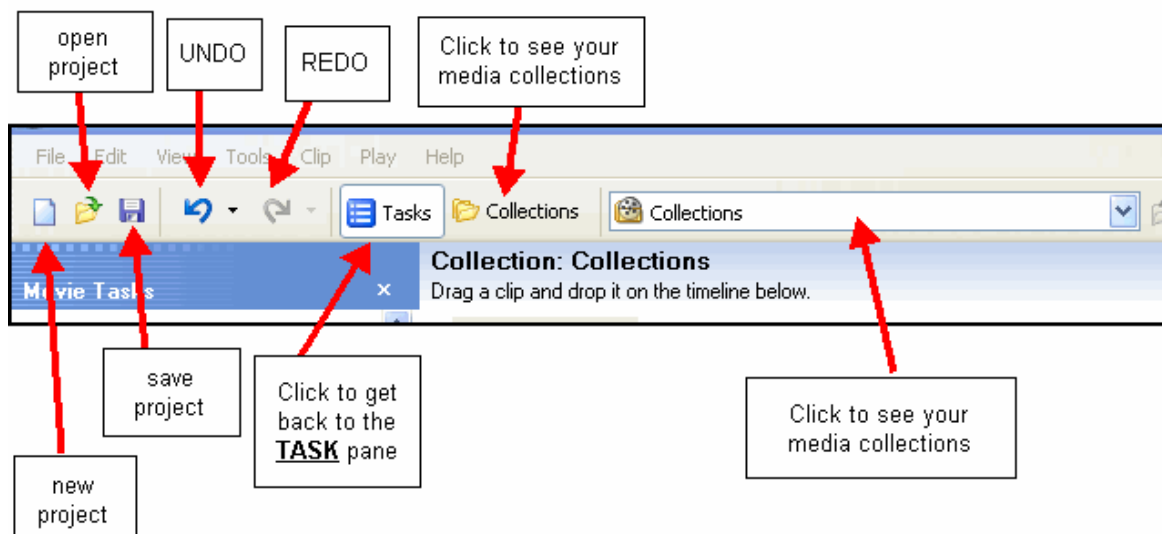 open
project
UNDO
REDO
Click to see your
media collections
File Edit View Tools Clip Play Help
Tasks Collections Collections
Movie Tasks ×
Collection: Collections
Drag a clip and drop it on the timeline below.
save
project
Click to get
back to the
TASK pane
Click to see your
media collections
new
project